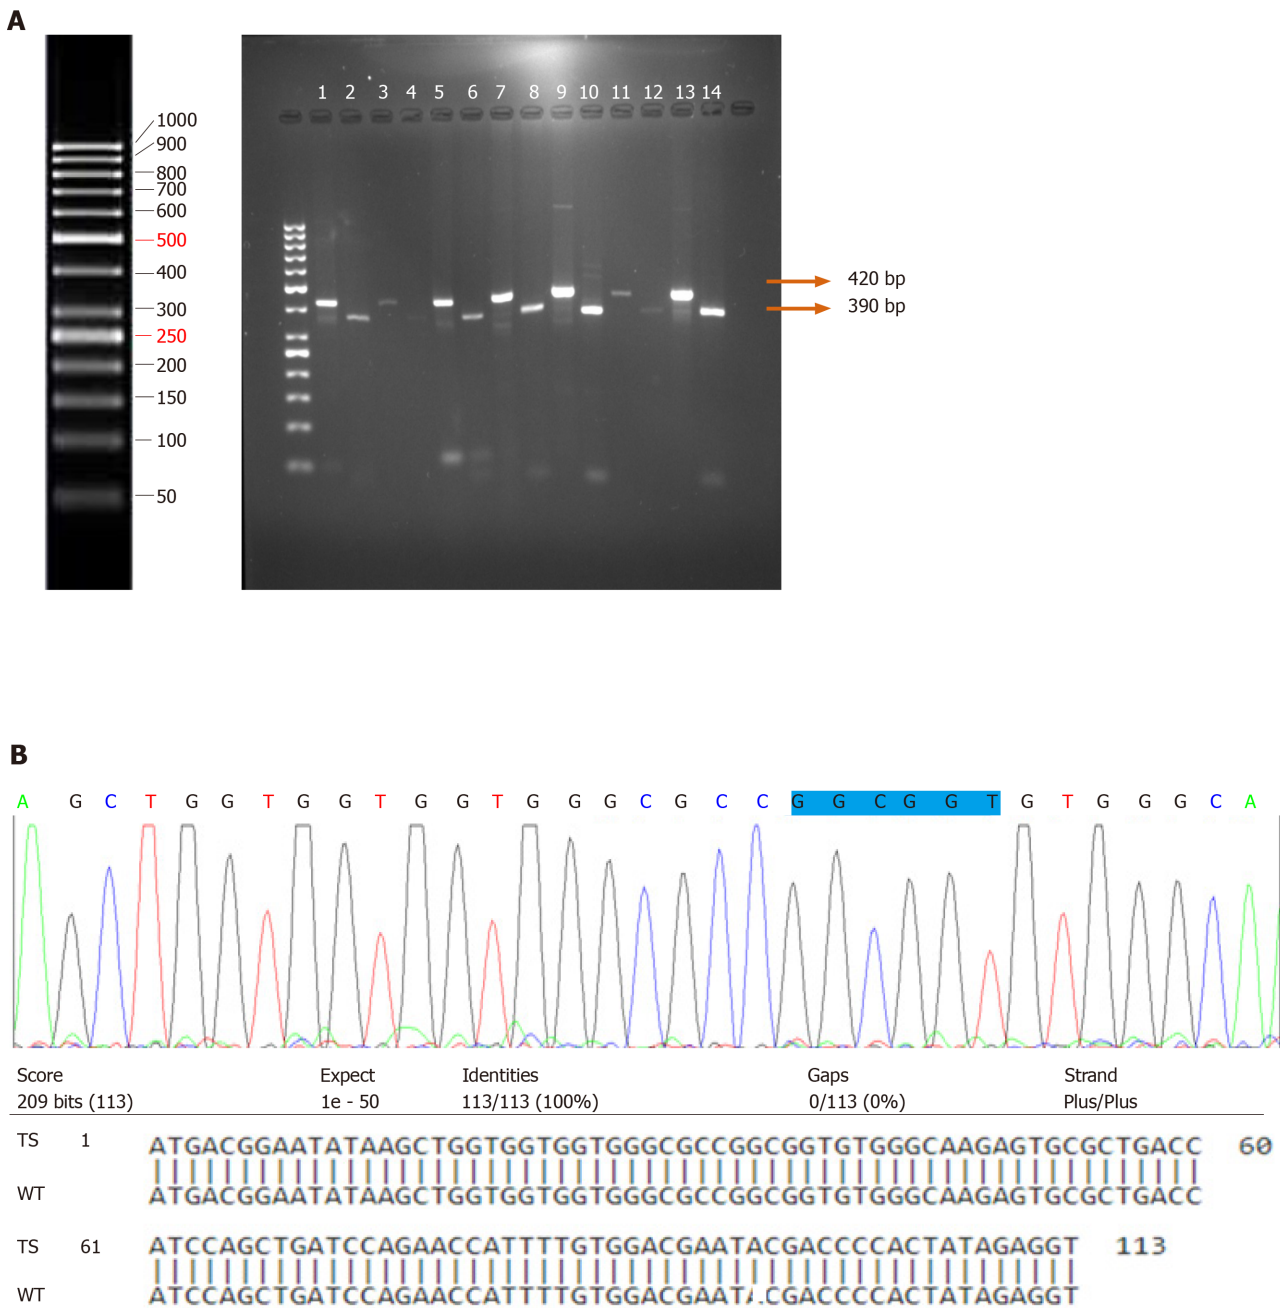 A
1 2 3 4 5 6 7 8 9 10 11 12 13 14
1000
900
800
700
600
500
400
300
250
200
150
100
50
420 bp
390 bp
B
A G C T G G T G G T G G T G G G C G C C G G C G G T G T G G G C A
Score Expect Identities Gaps Strand
209 bits (113) 1e - 50 113/113 (100%) 0/113 (0%) Plus/Plus
TS 1 ATGACGGAATATAAGCTGGTGGTGGTGGGCGCCGGCGGTGTGGGCAAGAGTGCGCTGACC 60
WT ATGACGGAATATAAGCTGGTGGTGGTGGGCGCCGGCGGTGTGGGCAAGAGTGCGCTGACC
TS 61 ATCCAGCTGATCCAGAACCATTTTGTGGACGAATACGACCCCACTATAGAGGT 113
WT ATCCAGCTGATCCAGAACCATTTTGTGGACGAATACGACCCCACTATAGAGGT